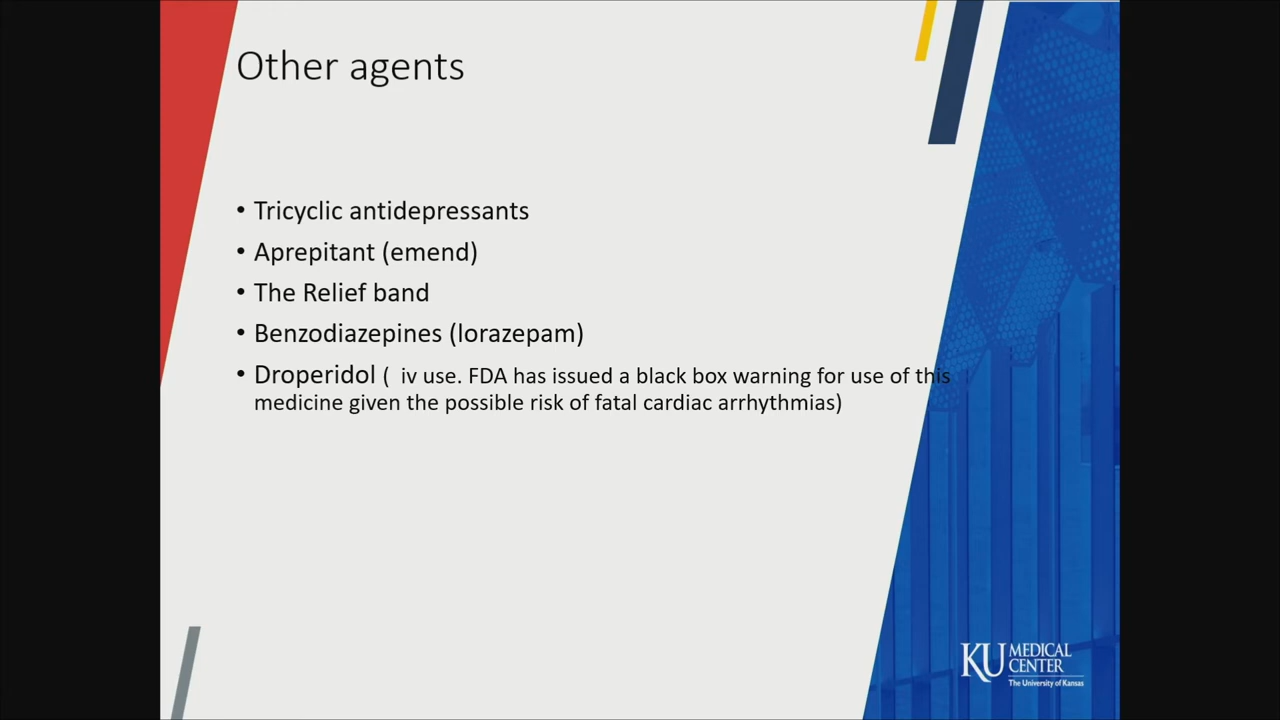 Other agents
• Tricyclic antidepressants
• Aprepitant (emend)
• The Relief band
• Benzodiazepines (lorazepam)
• Droperidol ( iv use. FDA has issued a black box warning for use of this
medicine given the possible risk of fatal cardiac arrhythmias)
KU MEDICAL
CENTER
The University of Kansas